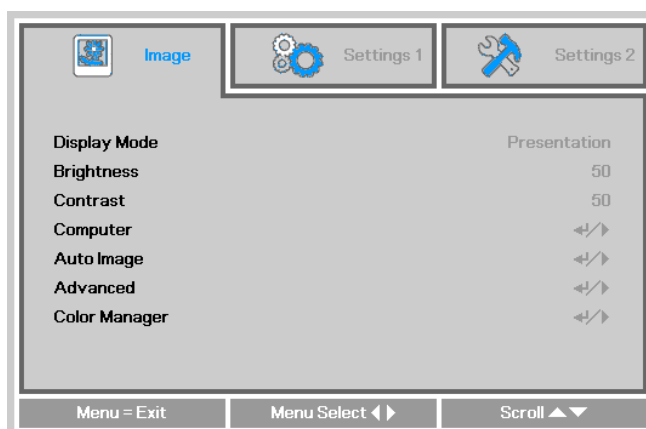 Image Settings 1 Settings 2
Display Mode Presentation
Brightness 50
Contrast 50
Computer
Auto Image
Advanced
Color Manager
Menu = Exit Menu Select Scroll